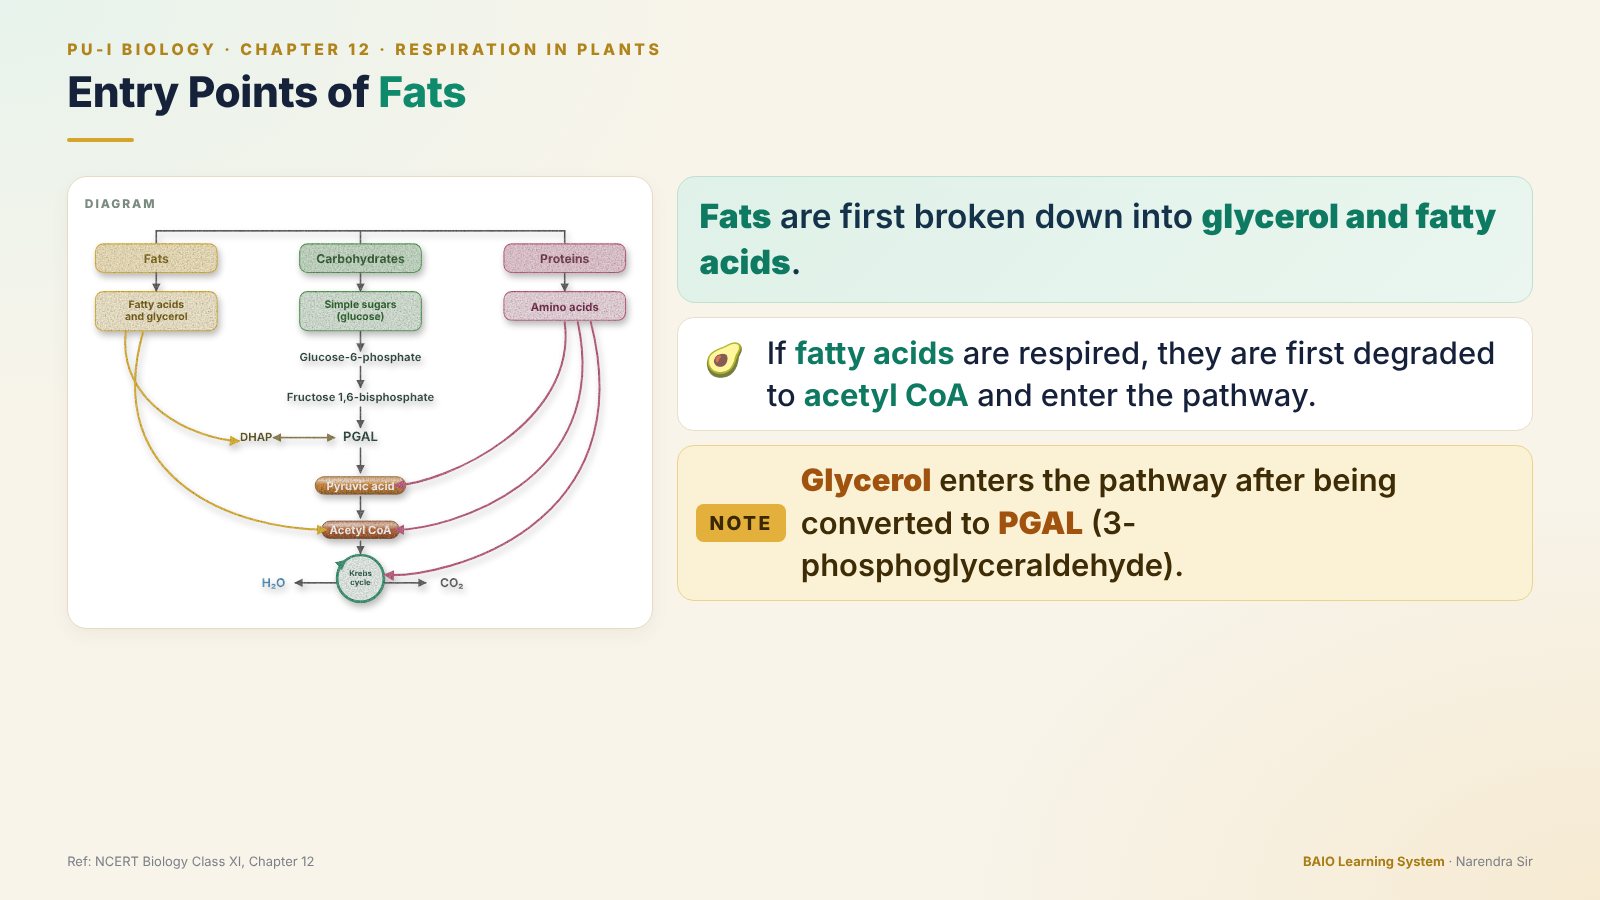 PU-I BIOLOGY · CHAPTER 12 · RESPIRATION IN PLANTS
Entry Points of Fats
DIAGRAM
Fats
Carbohydrates
Proteins
Fatty acids
and glycerol
Simple sugars
(glucose)
Amino acids
Glucose-6-phosphate
Fructose 1,6-bisphosphate
DHAP
PGAL
Pyruvic acid
Acetyl CoA
Krebs
cycle
H₂O
CO₂
Fats are first broken down into glycerol and fatty
acids.
If fatty acids are respired, they are first degraded
to acetyl CoA and enter the pathway.
NOTE
Glycerol enters the pathway after being
converted to PGAL (3-
phosphoglyceraldehyde).
Ref: NCERT Biology Class XI, Chapter 12
BAIO Learning System · Narendra Sir